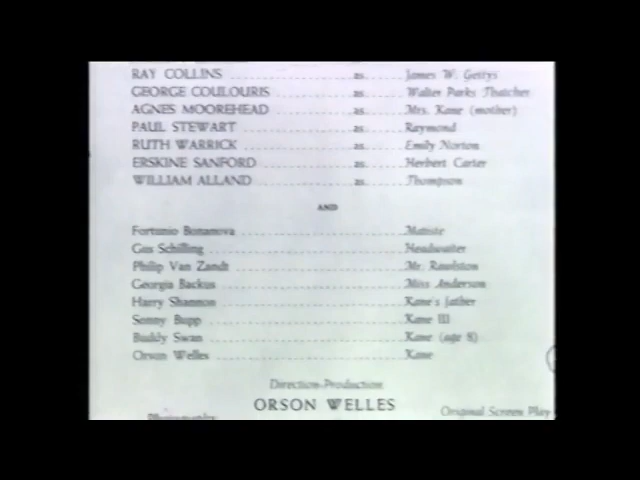 RAY COLLINS as James W. Gettys
GEORGE COULOURIS as Walter Parks Thatcher
AGNES MOOREHEAD as Mrs. Kane (mother)
PAUL STEWART as Raymond
RUTH WARRICK as Emily Norton
ERSKINE SANFORD as Herbert Carter
WILLIAM ALLAND as Thompson
AND
Fortunio Bonanova Matiste
Gus Schilling Headwaiter
Philip Van Zandt Mr. Rawlston
Georgia Backus Miss Anderson
Harry Shannon Kane's father
Sonny Bupp Kane III
Buddy Swan Kane (age 8)
Orson Welles Kane
Direction-Production
ORSON WELLES
Original Screen Play